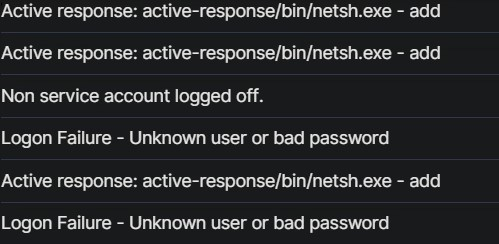 Active response: active-response/bin/netsh.exe - add
Active response: active-response/bin/netsh.exe - add
Non service account logged off.
Logon Failure - Unknown user or bad password
Active response: active-response/bin/netsh.exe - add
Logon Failure - Unknown user or bad password